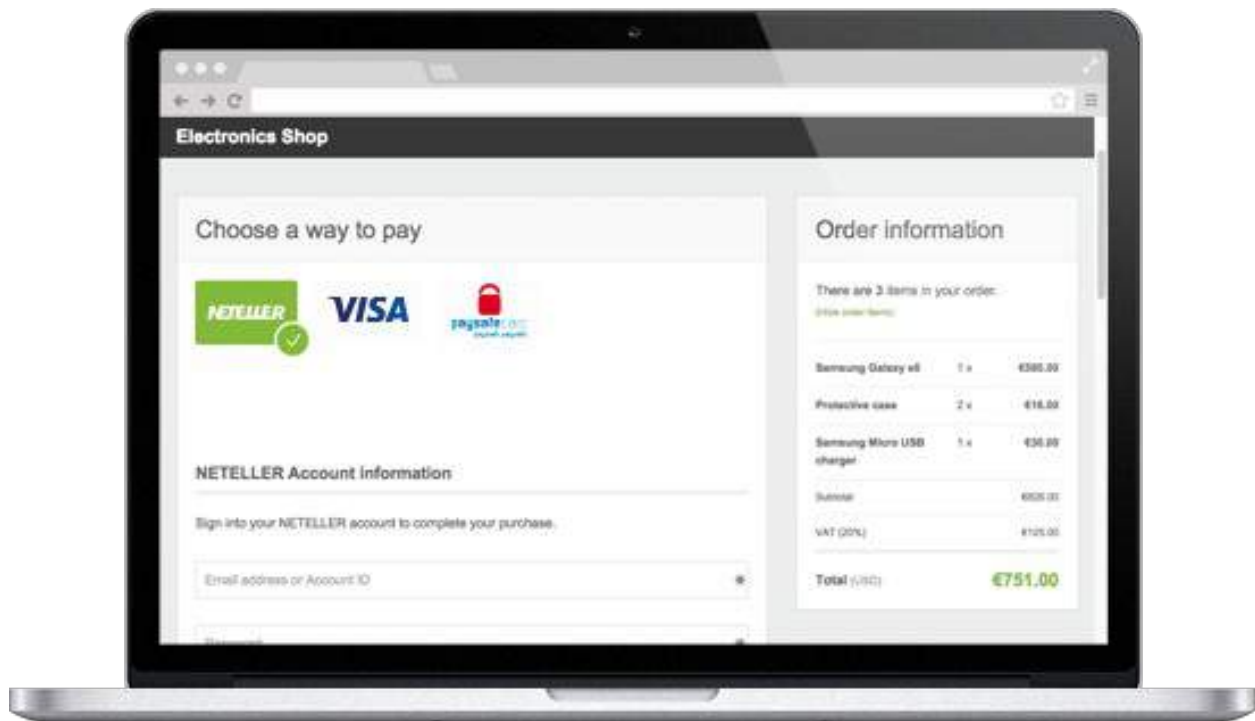 Electronics Shop
Choose a way to pay
NETELLER
VISA
paysafe
Order information
There are 3 items in your order.
Samsung Galaxy s6 1 x
Protective case 2 x €16.00
Samsung Micro USB 1 x €30.00
charger
Subtotal
VAT (20%) €125.00
Total (USD) €751.00
NETELLER Account information
Sign into your NETELLER account to complete your purchase.
Email address or Account ID
Password